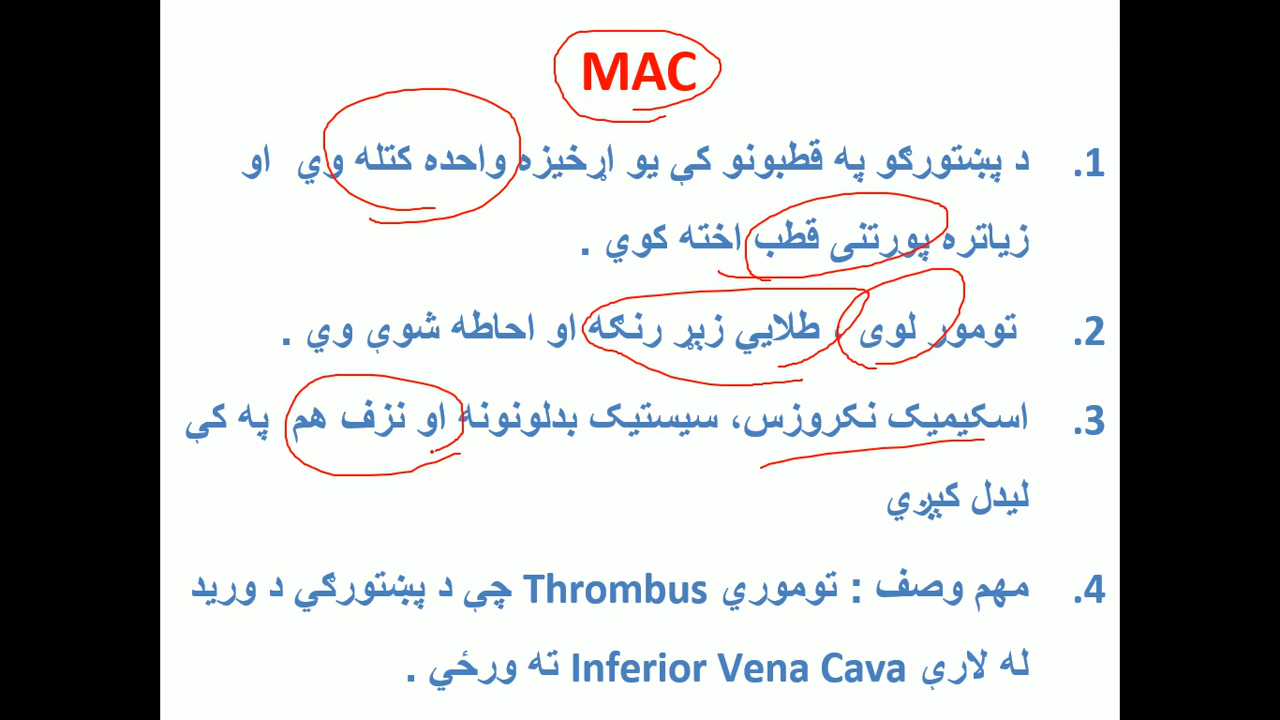 MAC
1. د پښتورګو په قطبونو کې یو اړخیزه واحده کتله وي او
زیاتره پورتنی قطب اخته کوي .
2. تومور لوی ، طلايي زېړ رنګه او احاطه شوې وي .
3. اسکیمیک نکروزس، سیستیک بدلونونه او نزف هم په کې
لیدل کېږي
4. مهم وصف : توموري Thrombus چې د پښتورګي د ورید
له لارې Inferior Vena Cava ته ورځي .